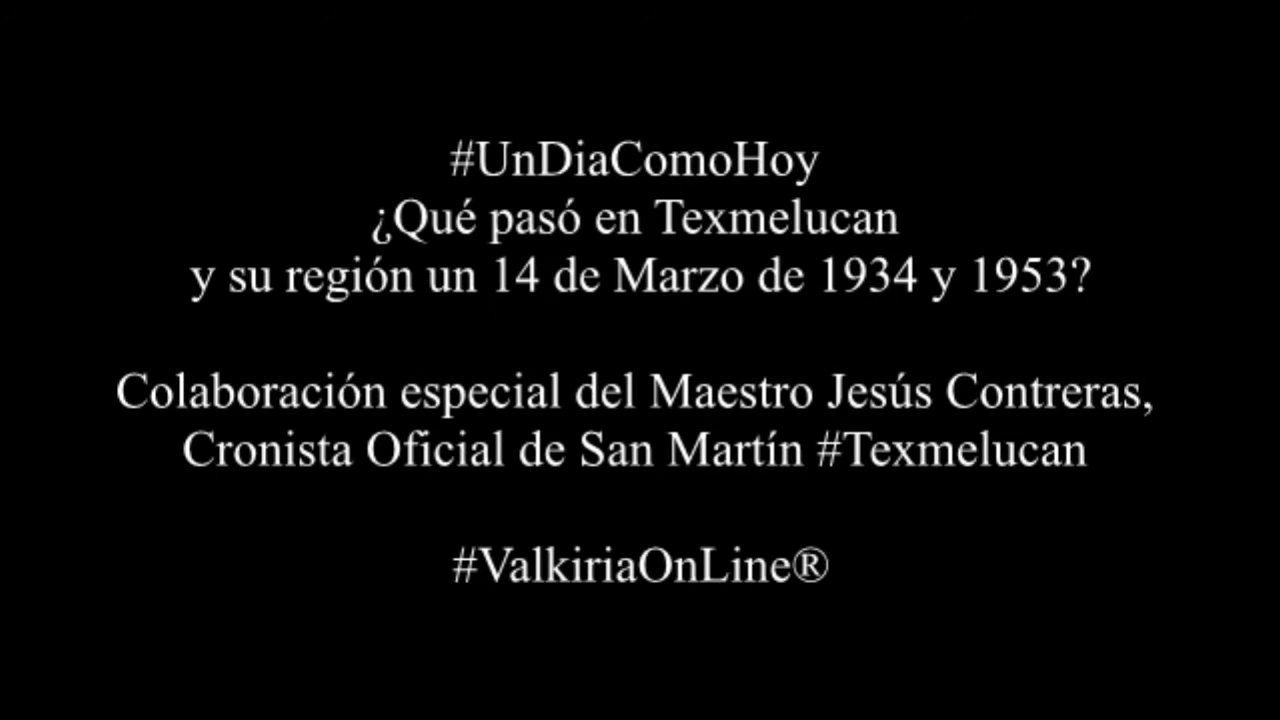 #UnDiaComoHoy
¿Qué pasó en Texmelucan
y su región un 14 de Marzo de 1934 y 1953?
Colaboración especial del Maestro Jesús Contreras,
Cronista Oficial de San Martín #Texmelucan
#ValkiriaOnLine®